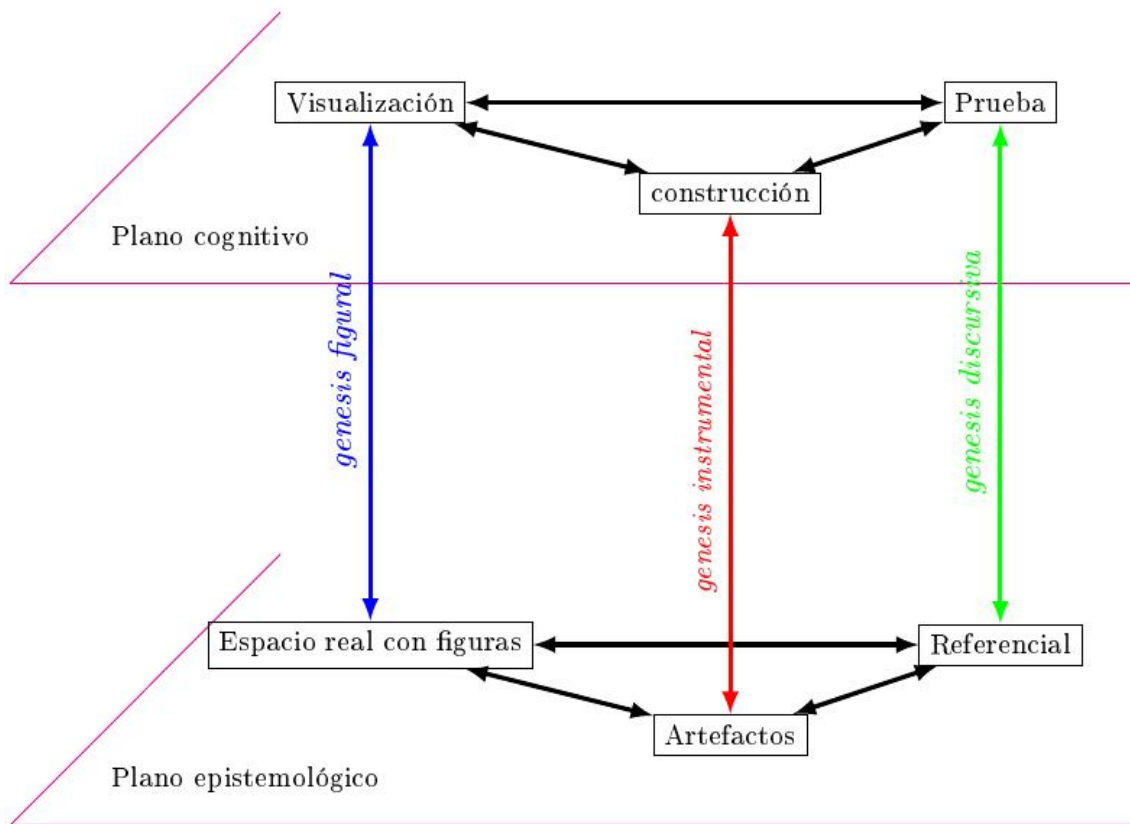 Visualización
Prueba
construcción
Plano cognitivo
genesis figural
genesis instrumental
genesis discursiva
Espacio real con figuras
Referencial
Artefactos
Plano epistemológico